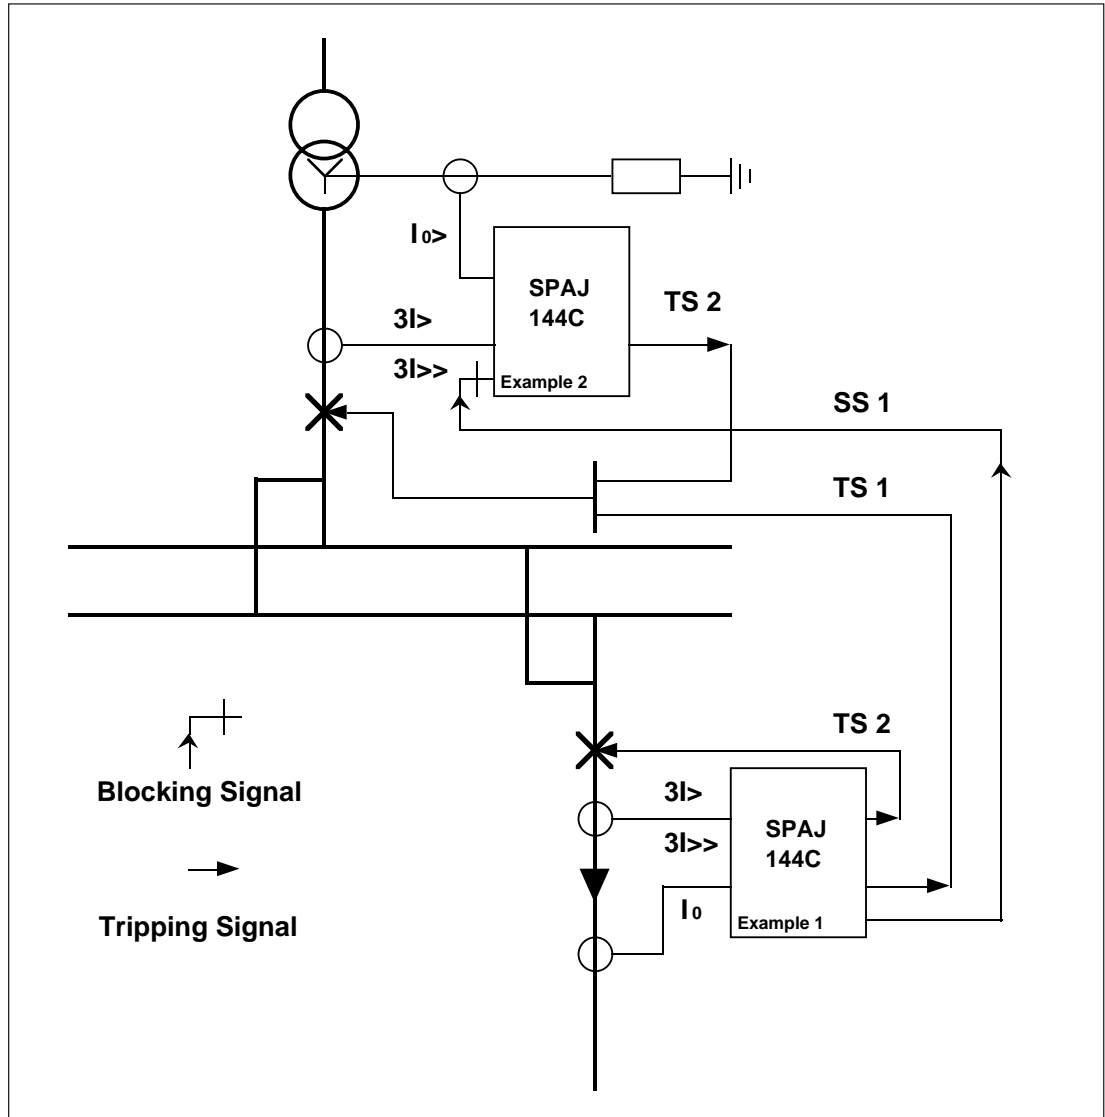 I0>
SPAJ
144C
Example 2
TS 2
3I>
3I>>
SS 1
TS 1
TS 2
Blocking Signal
3I>
3I>>
SPAJ
144C
Example 1
I0
Tripping Signal